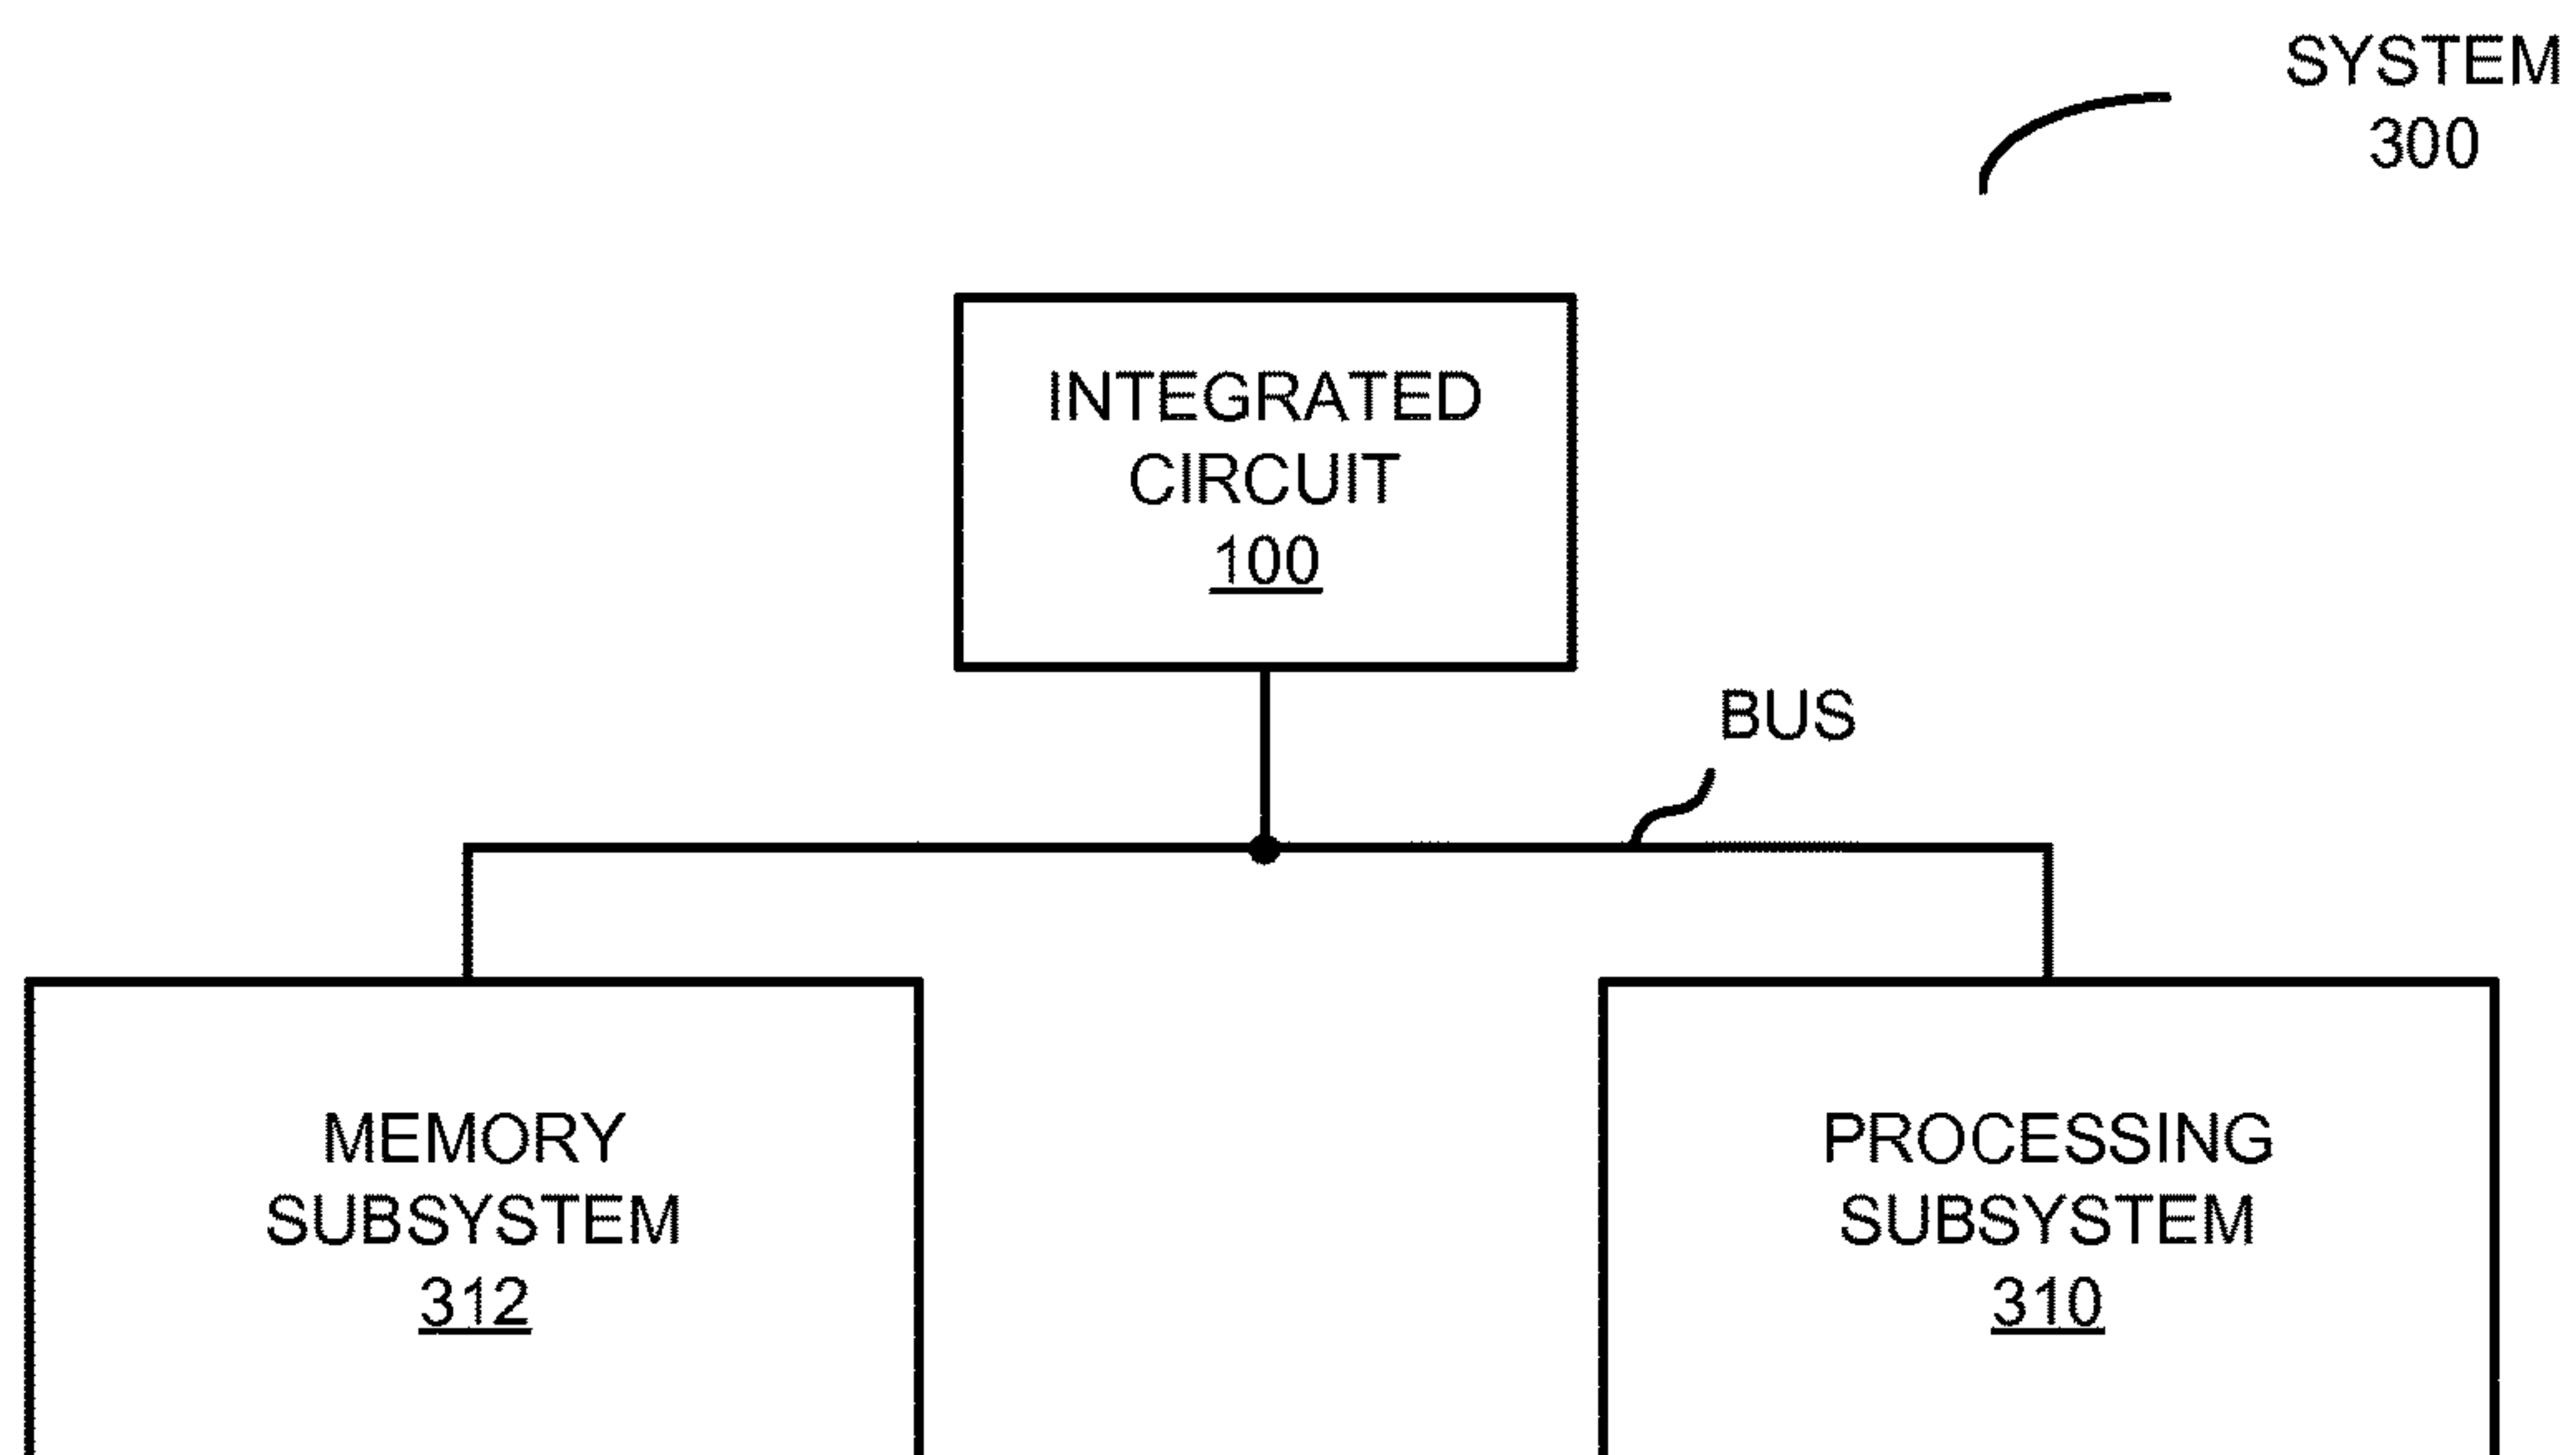 SYSTEM
300
INTEGRATED
CIRCUIT
100
BUS
MEMORY
SUBSYSTEM
312
PROCESSING
SUBSYSTEM
310